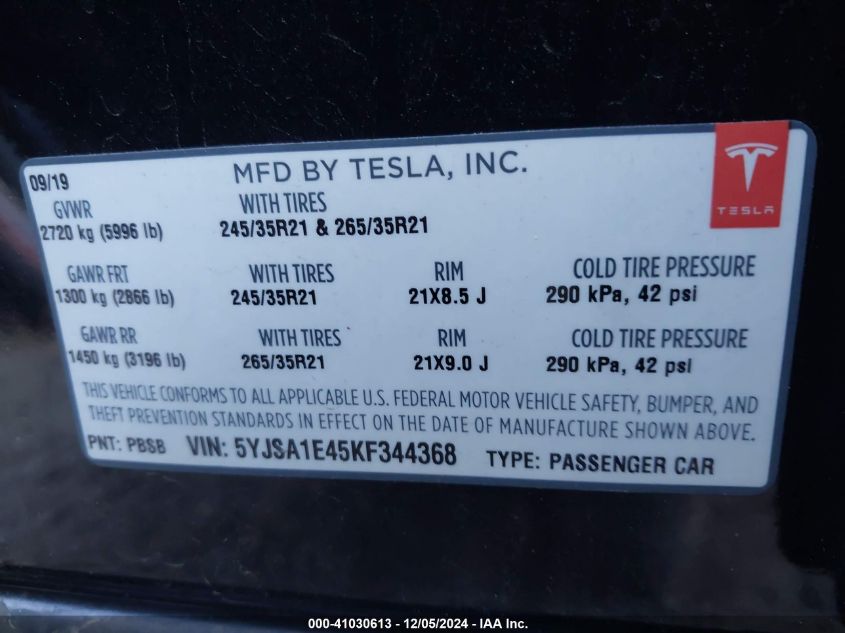 09/19 MFD BY TESLA, INC.
TESLA
GVWR WITH TIRES
2720 kg (5996 lb) 245/35R21 & 265/35R21
GAWR FRT WITH TIRES RIM COLD TIRE PRESSURE
1300 kg (2866 lb) 245/35R21 21X8.5 J 290 kPa, 42 psi
GAWR RR WITH TIRES RIM COLD TIRE PRESSURE
1450 kg (3196 lb) 265/35R21 21X9.0 J 290 kPa, 42 psi
THIS VEHICLE CONFORMS TO ALL APPLICABLE U.S. FEDERAL MOTOR VEHICLE SAFETY, BUMPER, AND
THEFT PREVENTION STANDARDS IN EFFECT ON THE DATE OF MANUFACTURE SHOWN ABOVE.
PNT: PBSB VIN: 5YJSA1E45KF344368 TYPE: PASSENGER CAR
000-41030613 - 12/05/2024 - IAA Inc.